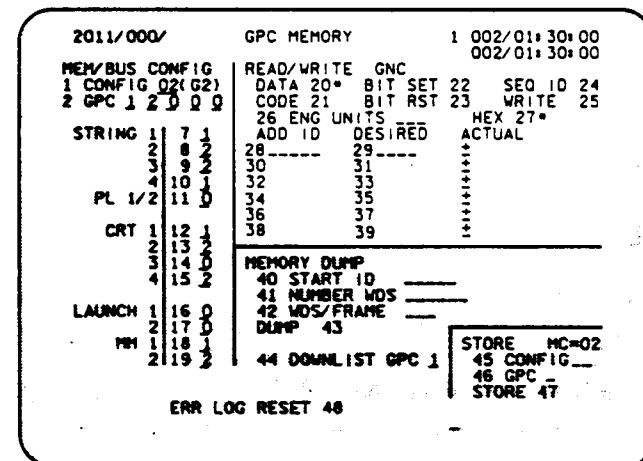 2011/000/ GPC MEMORY 1 002/01:30:00
002/01:30:00
MEM/BUS CONFIG READ/WRITE GNC
1 CONFIG 02(G2) DATA 20* BIT SET 22 SEQ ID 24
2 GPC 1 2 0 0 0 CODE 21 BIT RST 23 WRITE 25
26 ENG UNITS ___ HEX 27*
STRING 1 7 1 ADD ID DESIRED ACTUAL
2 8 2 28______ 29____ ±
3 9 2 30 31 ±
4 10 1 32 33 ±
PL 1/2 11 0 34 35 ±
36 37 ±
CRT 1 12 1 38 39 ±
2 13 2
3 14 0 MEMORY DUMP
4 15 2 40 START ID _____
41 NUMBER WDS _____
LAUNCH 1 16 0 42 WDS/FRAME ___
2 17 0 DUMP 43
MM 1 18 1 STORE MC=02
2 19 2 44 DOWNLIST GPC 1 45 CONFIG__
46 GPC _
STORE 47
ERR LOG RESET 48